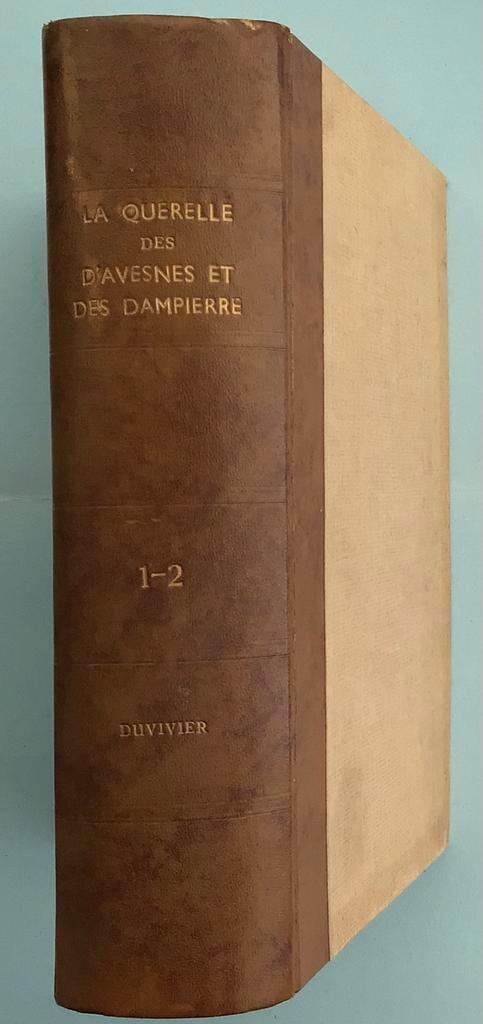 LA QUERELLE
DES
D'AVESNES ET
DES DAMPIERRE
1-2
DUVIVIER